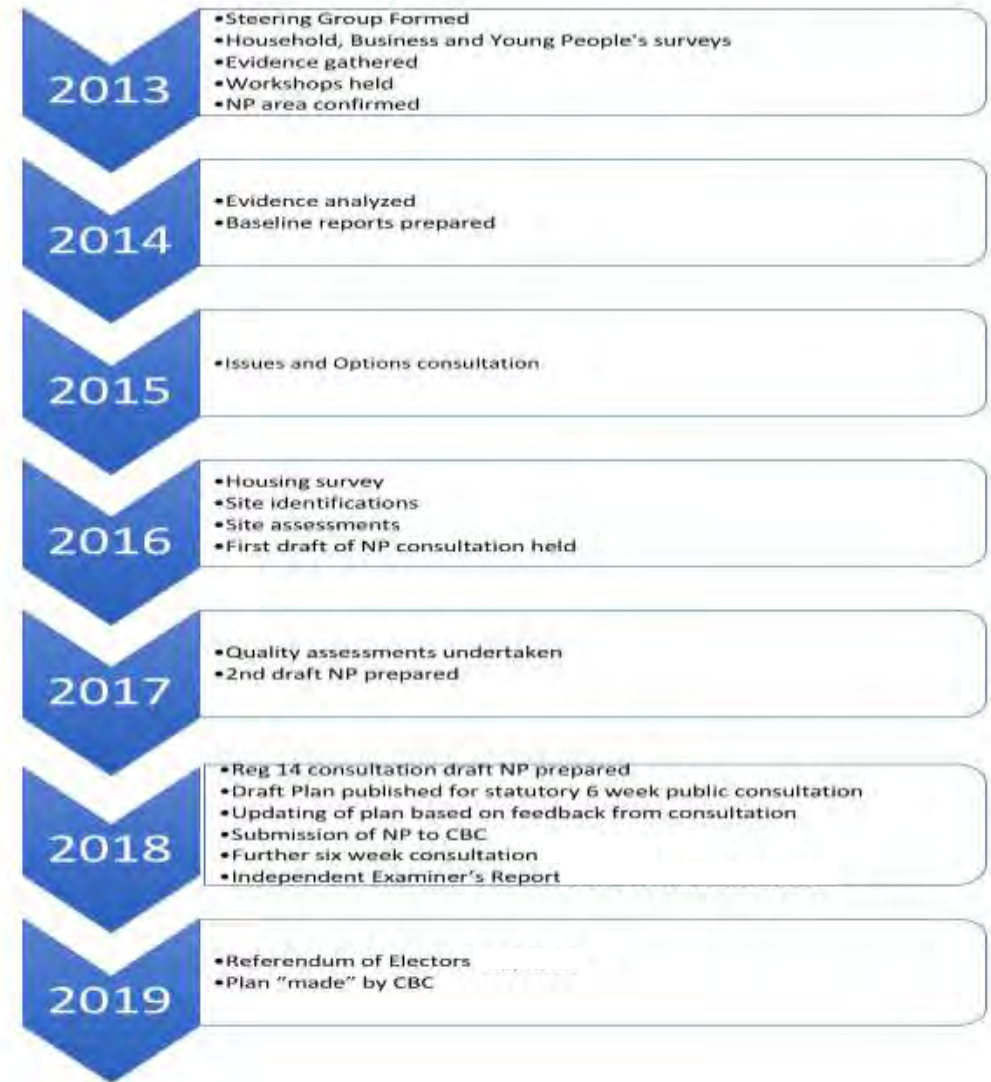 2013
•Steering Group Formed
•Household, Business and Young People's surveys
•Evidence gathered
•Workshops held
•NP area confirmed
2014
•Evidence analyzed
•Baseline reports prepared
2015
•Issues and Options consultation
2016
•Housing survey
•Site identifications
•Site assessments
•First draft of NP consultation held
2017
•Quality assessments undertaken
•2nd draft NP prepared
2018
•Reg 14 consultation draft NP prepared
•Draft Plan published for statutory 6 week public consultation
•Updating of plan based on feedback from consultation
•Submission of NP to CBC
•Further six week consultation
•Independent Examiner’s Report
2019
•Referendum of Electors
•Plan “made” by CBC